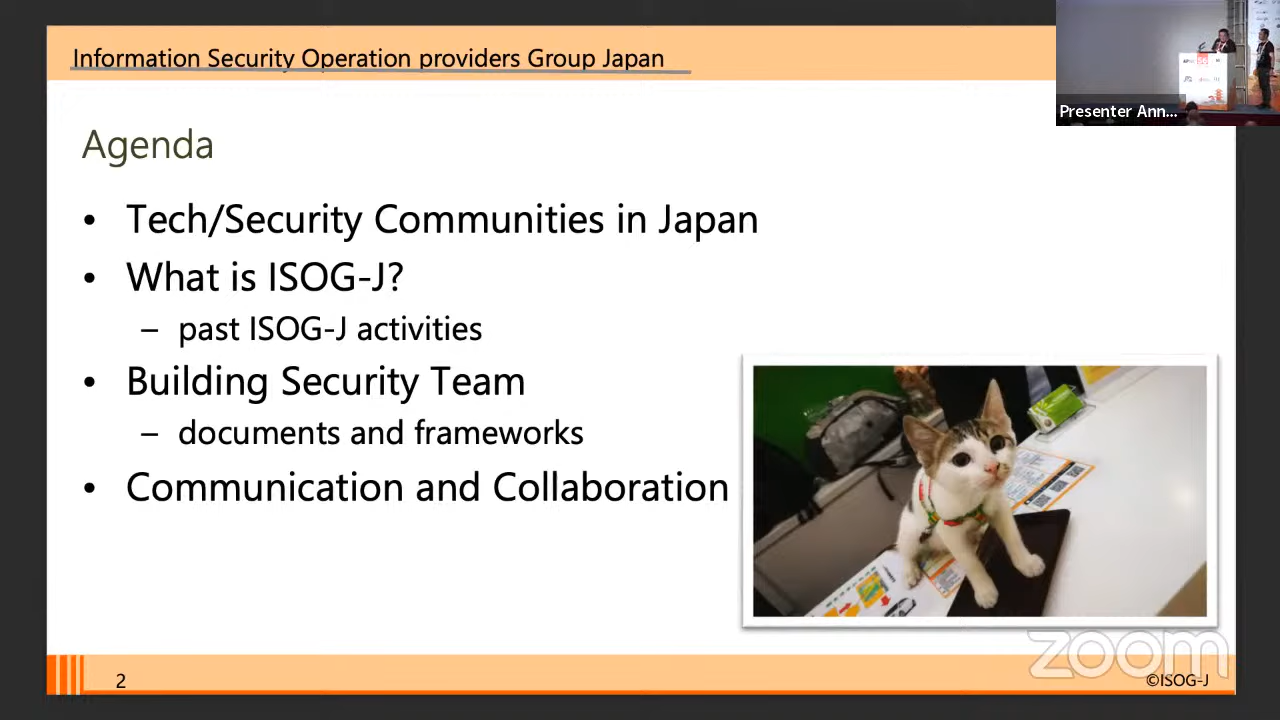 Information Security Operation providers Group Japan
Presenter Ann...
Agenda
• Tech/Security Communities in Japan
• What is ISOG-J?
– past ISOG-J activities
• Building Security Team
– documents and frameworks
• Communication and Collaboration
zoom
2
©ISOG-J